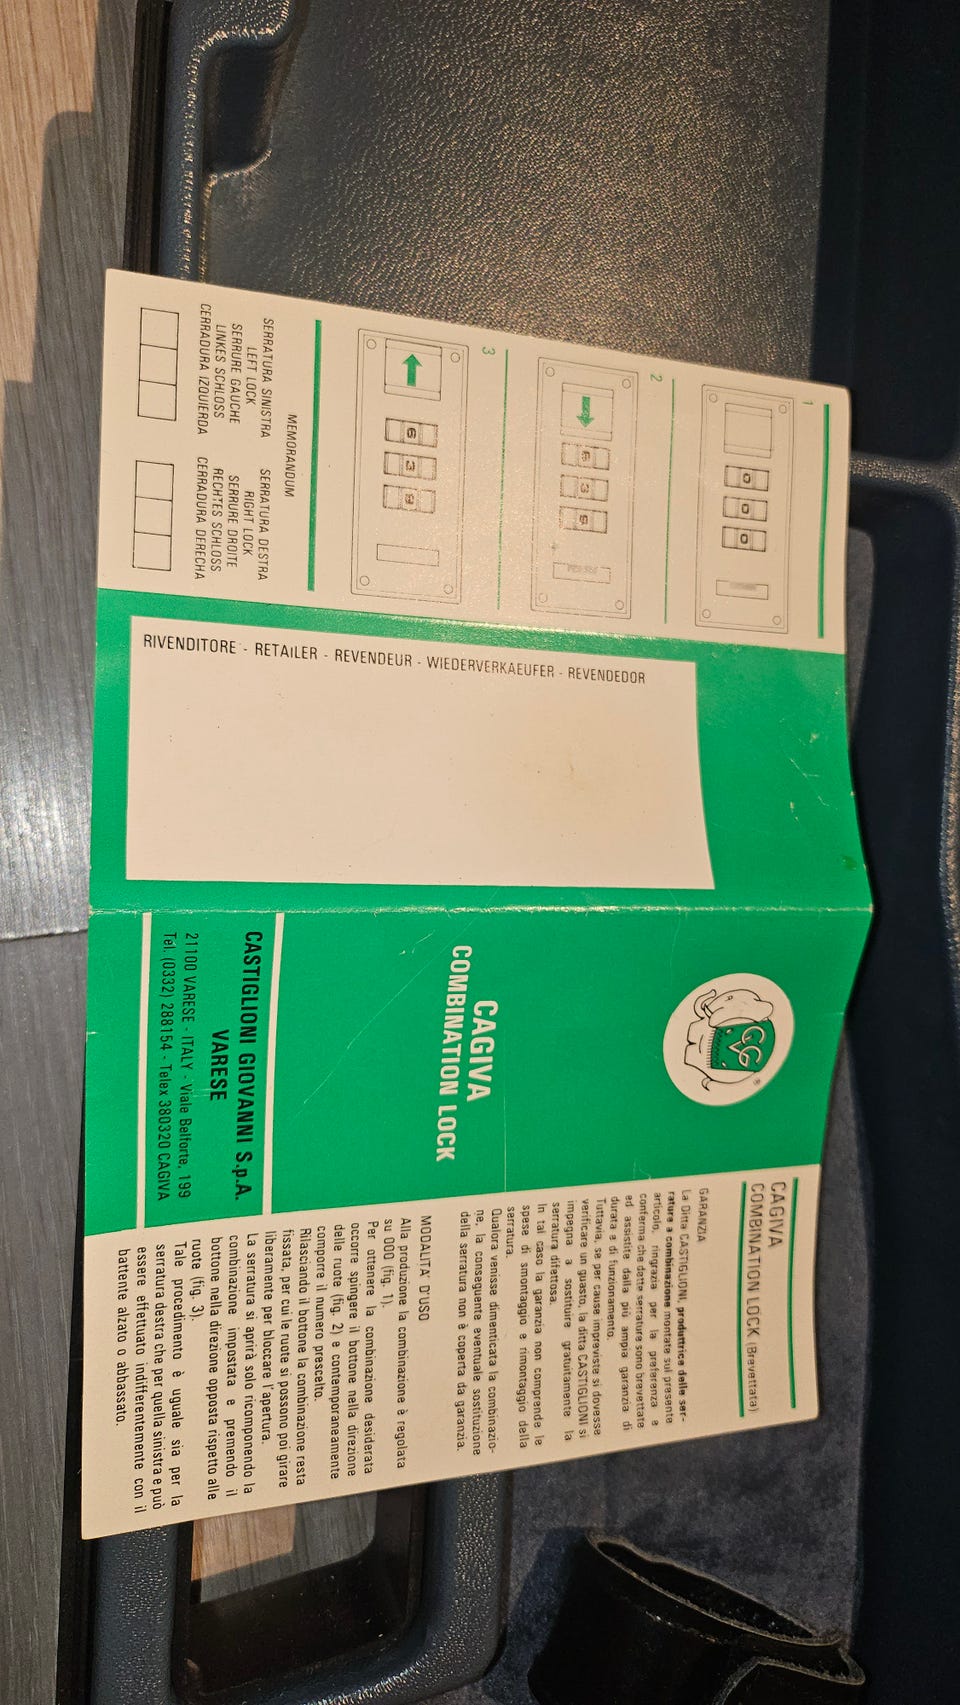 1
0 0 0
2
6 3 9
PRESS
3
6 3 9
MEMORANDUM
SERRATURA SINISTRA
LEFT LOCK
SERRURE GAUCHE
LINKES SCHLOSS
CERRADURA IZQUIERDA
SERRATURA DESTRA
RIGHT LOCK
SERRURE DROITE
RECHTES SCHLOSS
CERRADURA DERECHA
RIVENDITORE - RETAILER - REVENDEUR - WIEDERVERKAEUFER - REVENDEDOR
CGV
®
CAGIVA
COMBINATION LOCK
CASTIGLIONI GIOVANNI S.p.A.
VARESE
21100 VARESE - ITALY - Viale Belforte, 199
Tel. (0332) 288154 - Telex 380320 CAGIVA
CAGIVA
COMBINATION LOCK (Brevettata)
GARANZIA
La Ditta CASTIGLIONI, produttrice delle ser-
rature a combinazione montate sul presente
articolo, ringrazia per la preferenza e
conferma che dette serrature sono brevettate
ed assistite dalla più ampia garanzia di
durata e di funzionamento.
Tuttavia, se per cause impreviste si dovesse
verificare un guasto, la ditta CASTIGLIONI si
impegna a sostituire gratuitamente la
serratura difettosa.
In tal caso la garanzia non comprende le
spese di smontaggio e rimontaggio della
serratura.
Qualora venisse dimenticata la combinazio-
ne, la conseguente eventuale sostituzione
della serratura non è coperta da garanzia.
MODALITA' D'USO
Alla produzione la combinazione è regolata
su 000 (fig. 1).
Per ottenere la combinazione desiderata
occorre spingere il bottone nella direzione
delle ruote (fig. 2) e contemporaneamente
comporre il numero prescelto.
Rilasciando il bottone la combinazione resta
fissata, per cui le ruote si possono poi girare
liberamente per bloccare l'apertura.
La serratura si aprirà solo ricomponendo la
combinazione impostata e premendo il
bottone nella direzione opposta rispetto alle
ruote (fig. 3).
Tale procedimento è uguale sia per la
serratura destra che per quella sinistra e può
essere effettuato indifferentemente con il
battente alzato o abbassato.